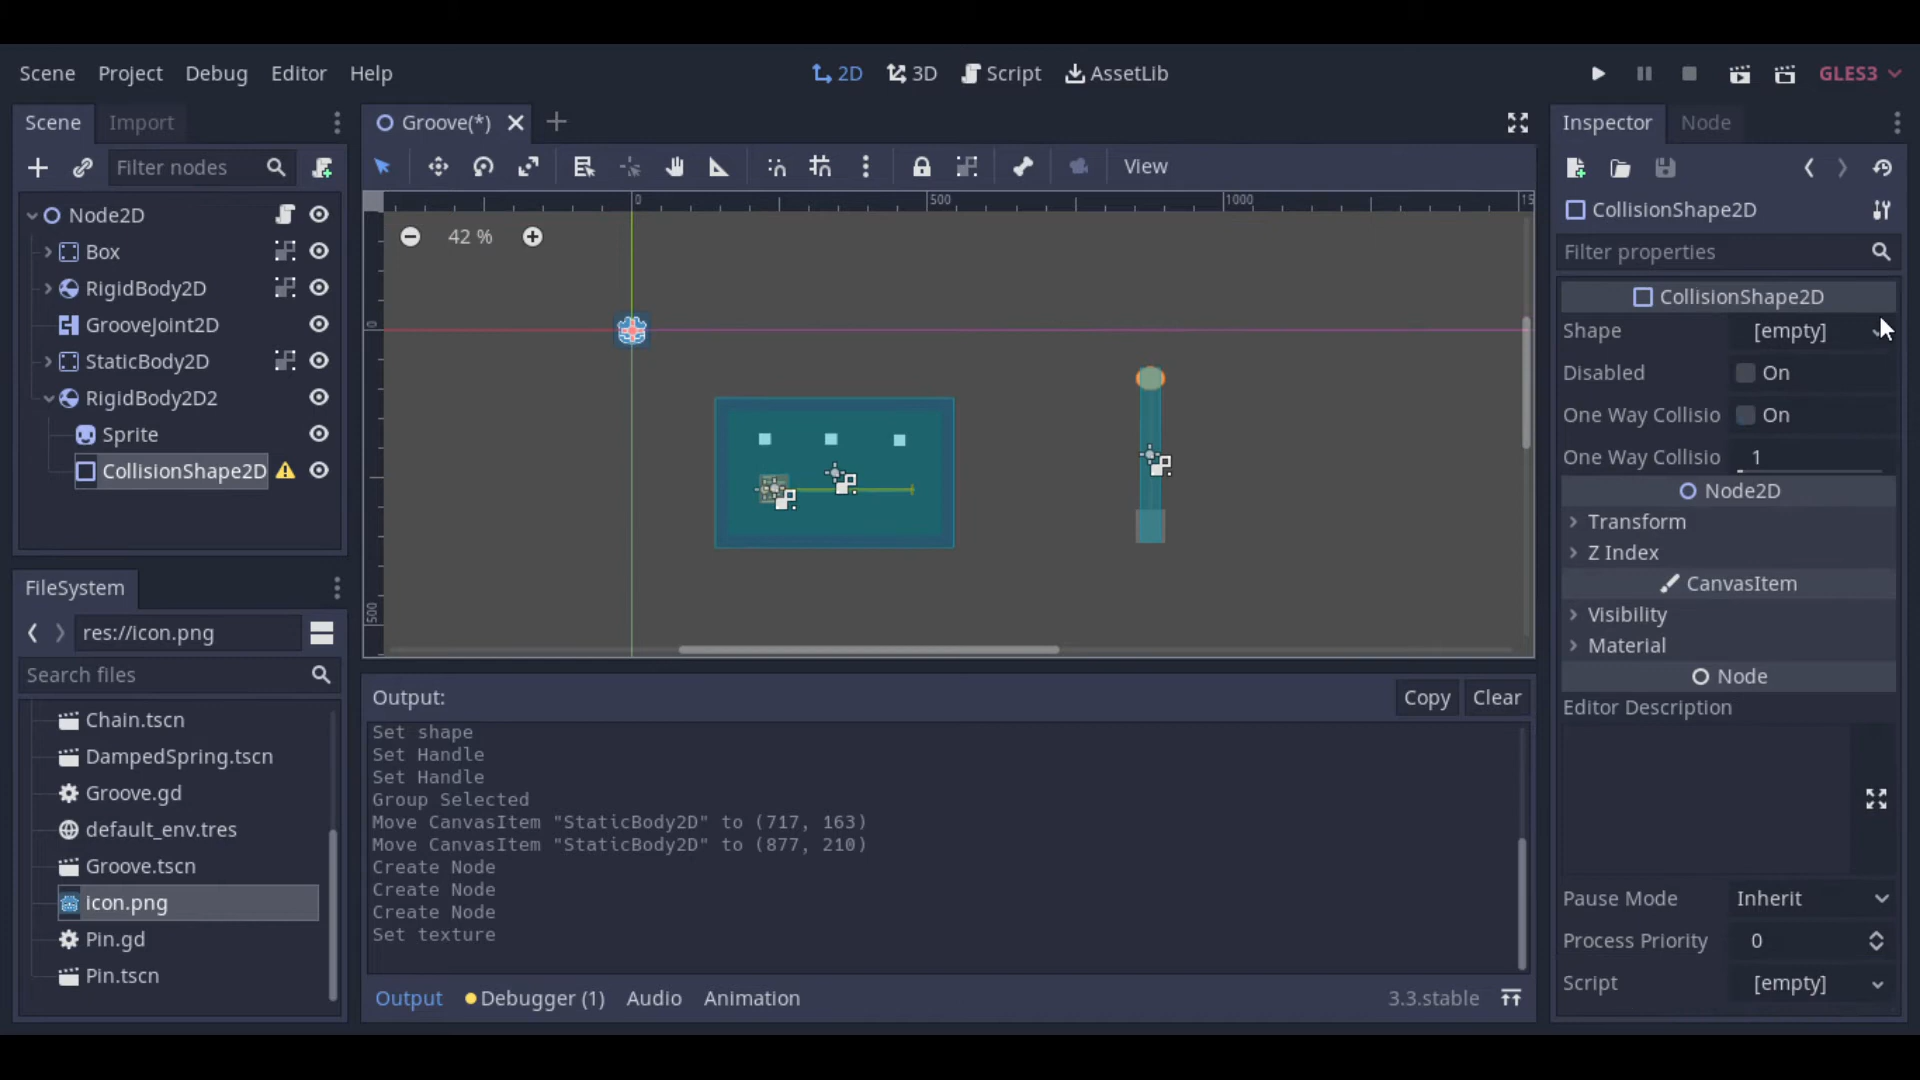 Scene Project Debug Editor Help
2D 3D Script AssetLib
GLES3
Scene Import
Filter nodes
Node2D
Box
RigidBody2D
GrooveJoint2D
StaticBody2D
RigidBody2D2
Sprite
CollisionShape2D
FileSystem
res://icon.png
Search files
Chain.tscn
DampedSpring.tscn
Groove.gd
default_env.tres
Groove.tscn
icon.png
Pin.gd
Pin.tscn
Groove(*)
View
0 500 1000 15
42 %
0
500
Output:
Copy Clear
Set shape
Set Handle
Set Handle
Group Selected
Move CanvasItem "StaticBody2D" to (717, 163)
Move CanvasItem "StaticBody2D" to (877, 210)
Create Node
Create Node
Create Node
Set texture
Output Debugger (1) Audio Animation
3.3.stable
Inspector Node
CollisionShape2D
Filter properties
CollisionShape2D
Shape [empty]
Disabled On
One Way Collisio On
One Way Collisio 1
Node2D
Transform
Z Index
CanvasItem
Visibility
Material
Node
Editor Description
Pause Mode Inherit
Process Priority 0
Script [empty]